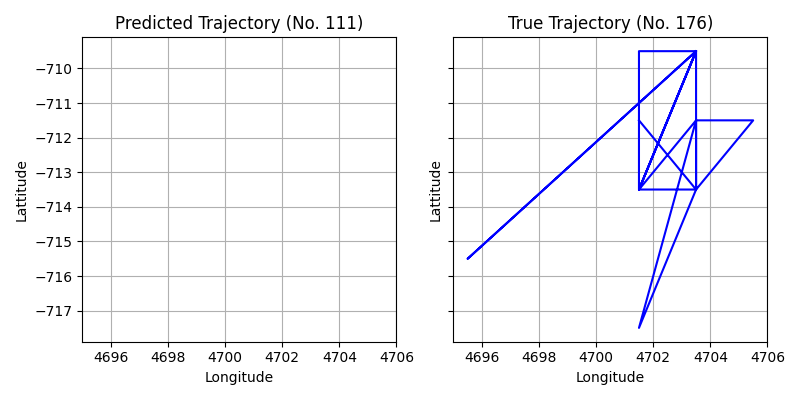 Predicted Trajectory (No. 111)
−710
−711
−712
−713
−714
−715
−716
−717
Lattitude
4696 4698 4700 4702 4704 4706
Longitude
True Trajectory (No. 176)
Lattitude
4696 4698 4700 4702 4704 4706
Longitude